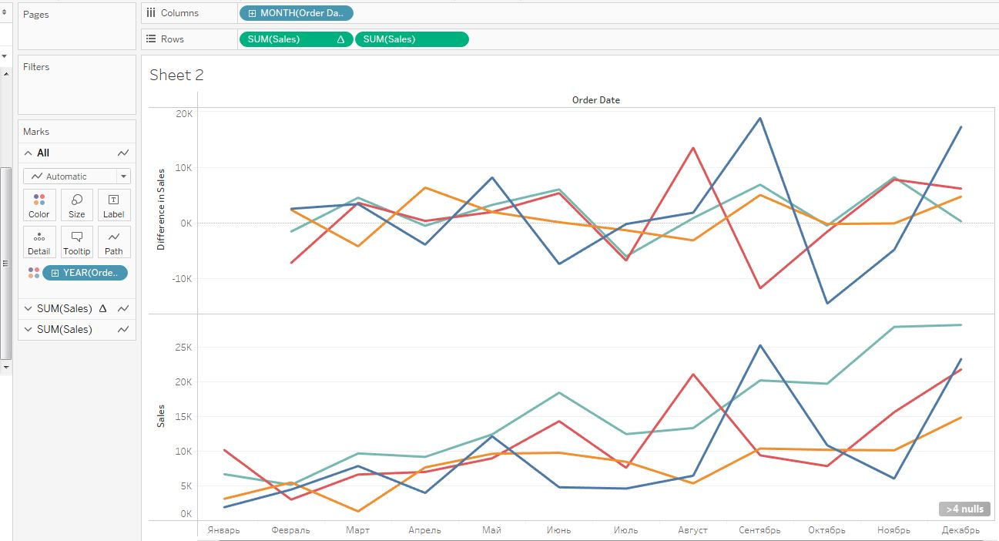 Pages
Columns
MONTH(Order Da..
Rows
SUM(Sales) Δ
SUM(Sales)
Filters
Sheet 2
Marks
All
Automatic
Color
Size
Label
Detail
Tooltip
Path
YEAR(Orde..
SUM(Sales) Δ
SUM(Sales)
Order Date
Difference in Sales
20K
10K
0K
-10K
Sales
25K
20K
15K
10K
5K
0K
>4 nulls
Январь Февраль Март Апрель Май Июнь Июль Август Сентябрь Октябрь Ноябрь Декабрь